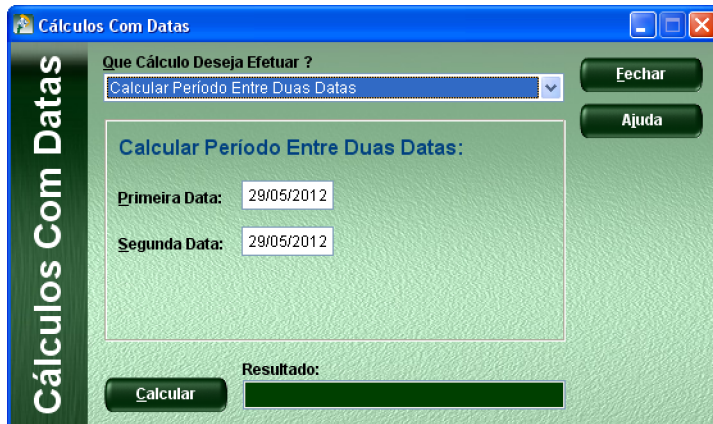 Cálculos Com Datas
Cálculos Com Datas
Que Cálculo Deseja Efetuar ?
Calcular Período Entre Duas Datas
Fechar
Ajuda
Calcular Período Entre Duas Datas:
Primeira Data: 29/05/2012
Segunda Data: 29/05/2012
Resultado:
Calcular